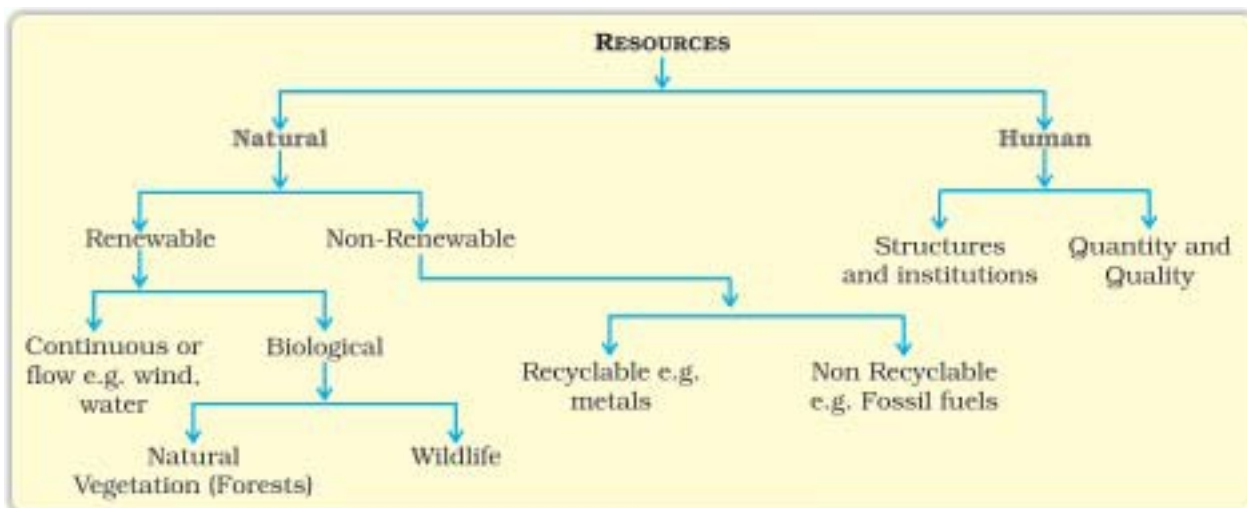 RESOURCES
Natural
Human
Renewable
Non-Renewable
Structures
and institutions
Quantity and
Quality
Continuous or
flow e.g. wind,
water
Biological
Recyclable e.g.
metals
Non Recyclable
e.g. Fossil fuels
Natural
Vegetation (Forests)
Wildlife